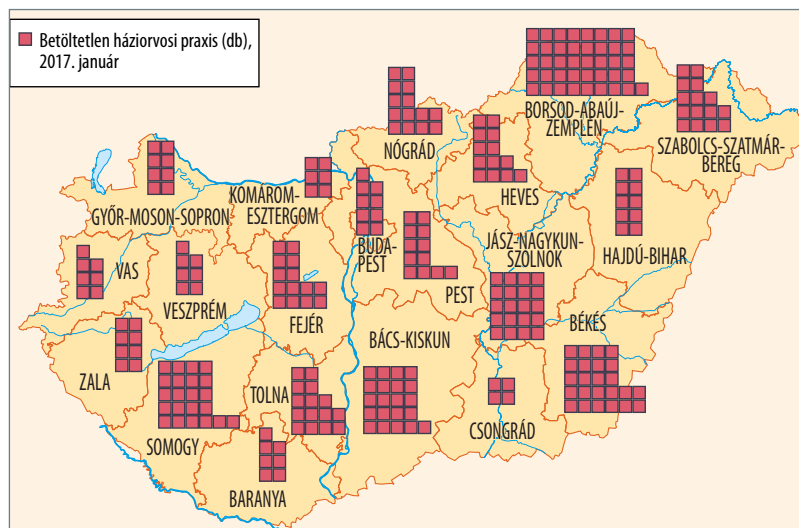 Betöltetlen háziorvosi praxis (db),
2017. január
BORSOD-ABAÚJ-
ZEMPLÉN
SZABOLCS-SZATMÁR-
BEREG
NÓGRÁD
HEVES
KOMÁROM-
ESZTERGOM
GYŐR-MOSON-SOPRON
BUDA-
PEST
JÁSZ-NAGYKUN-
SZOLNOK
HAJDÚ-BIHAR
VAS
VESZPRÉM
FEJÉR
PEST
BÉKÉS
BÁCS-KISKUN
ZALA
TOLNA
CSONGRÁD
SOMOGY
BARANYA